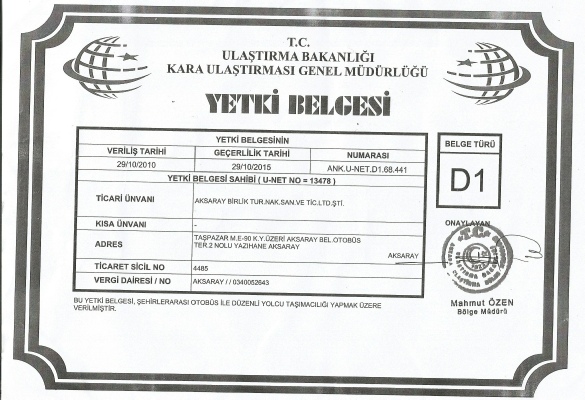 T.C.
ULAŞTIRMA BAKANLIĞI
KARA ULAŞTIRMASI GENEL MÜDÜRLÜĞÜ
YETKİ BELGESİ
YETKİ BELGESİNİN
VERİLİŞ TARİHİ GEÇERLİLİK TARİHİ NUMARASI
29/10/2010 29/10/2015 ANK.U-NET.D1.68.441
YETKİ BELGESİ SAHİBİ ( U-NET NO = 13478 )
TİCARİ ÜNVANI AKSARAY BİRLİK TUR.NAK.SAN.VE TİC.LTD.ŞTİ.
KISA ÜNVANI -
ADRES TAŞPAZAR M.E-90 K.Y.ÜZERİ AKSARAY BEL.OTOBÜS
TER.2 NOLU YAZIHANE AKSARAY
AKSARAY
TİCARET SİCİL NO 4485
VERGİ DAİRESİ / NO AKSARAY / / 0340052643
BU YETKİ BELGESİ, ŞEHİRLERARASI OTOBÜS İLE DÜZENLİ YOLCU TAŞIMACILIĞI YAPMAK ÜZERE
VERİLMİŞTİR.
BELGE TÜRÜ
D1
ONAYLAYAN
T.C.
Mahmut ÖZEN
Bölge Müdürü